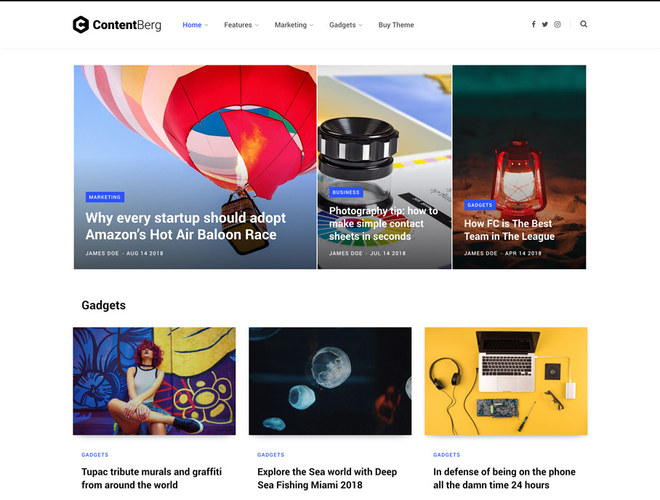 ContentBerg
Home
Features
Marketing
Gadgets
Buy Theme
MARKETING
Why every startup should adopt
Amazon's Hot Air Baloon Race
JAMES DOE - AUG 14 2018
BUSINESS
Photography tip: how to
make simple contact
sheets in seconds
JAMES DOE - JUL 14 2018
GADGETS
How FC is The Best
Team in The League
JAMES DOE - APR 14 2018
Gadgets
GADGETS
Tupac tribute murals and graffiti
from around the world
GADGETS
Explore the Sea world with Deep
Sea Fishing Miami 2018
GADGETS
In defense of being on the phone
all the damn time 24 hours